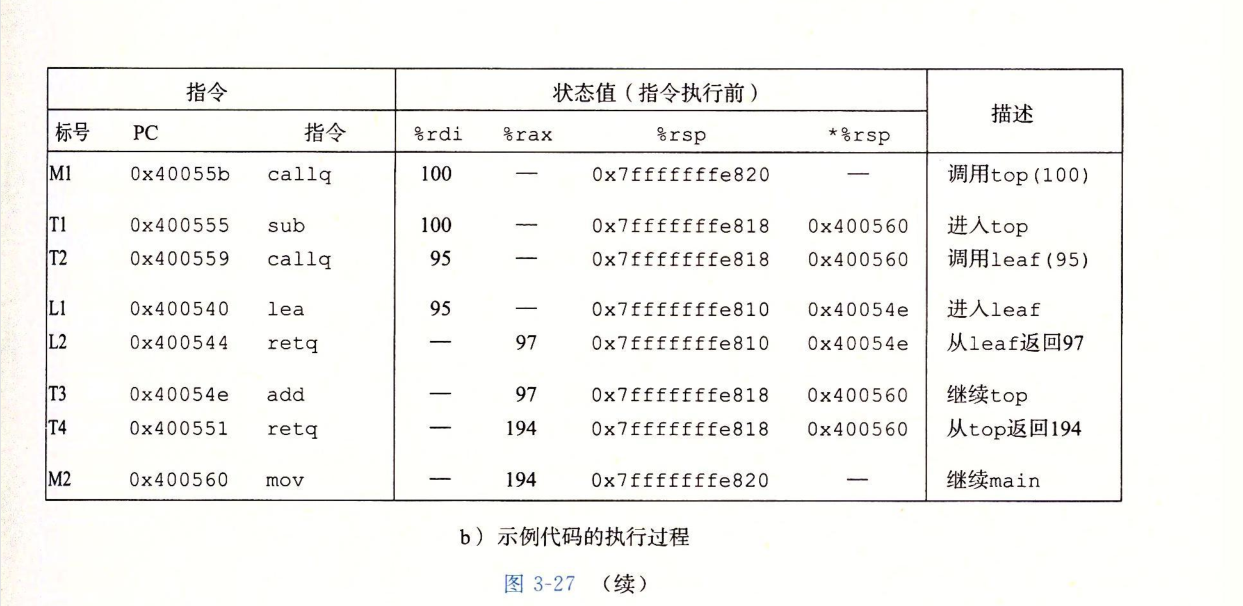 指令 状态值（指令执行前） 描述
标号 PC 指令 %rdi %rax %rsp *%rsp
M1 0x40055b callq 100 — 0x7fffffffe820 — 调用top(100)
T1 0x400555 sub 100 — 0x7fffffffe818 0x400560 进入top
T2 0x400559 callq 95 — 0x7fffffffe818 0x400560 调用leaf(95)
L1 0x400540 lea 95 — 0x7fffffffe810 0x40054e 进入leaf
L2 0x400544 retq — 97 0x7fffffffe810 0x40054e 从leaf返回97
T3 0x40054e add — 97 0x7fffffffe818 0x400560 继续top
T4 0x400551 retq — 194 0x7fffffffe818 0x400560 从top返回194
M2 0x400560 mov — 194 0x7fffffffe820 — 继续main
b）示例代码的执行过程
图 3-27 （续）